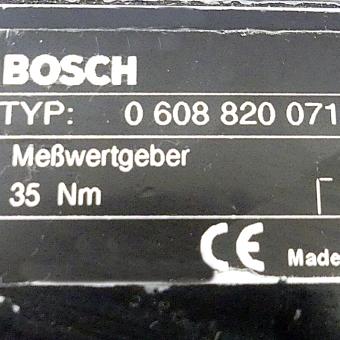 BOSCH
TYP: 0 608 820 071
Meßwertgeber
35 Nm
CE Made